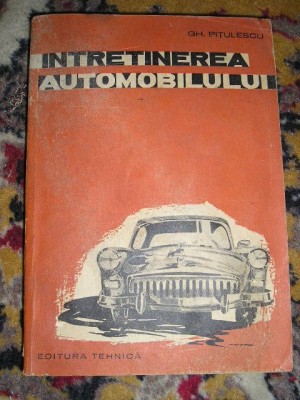 GH. PITULESCU
INTRETINEREA
AUTOMOBILULUI
EDITURA TEHNICĂ